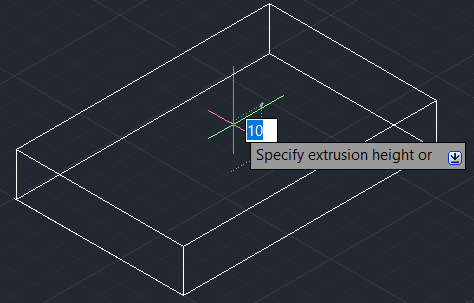 10
Specify extrusion height or